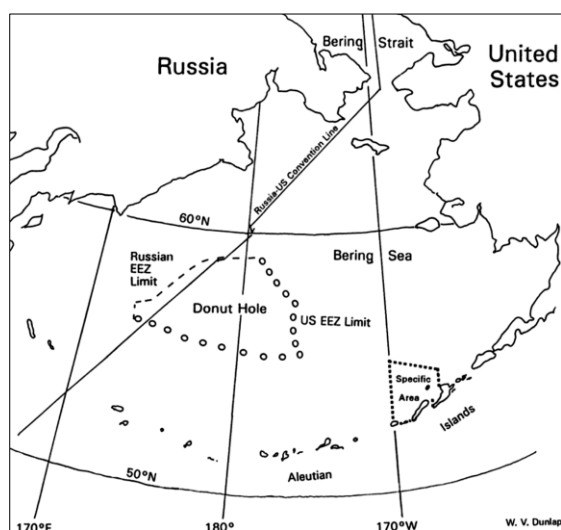 Bering Strait
Russia
United
States
Russia-US Convention Line
60°N
Russian
EEZ
Limit
Bering Sea
Donut Hole
US EEZ Limit
Specific
Area
Islands
Aleutian
50°N
170°E
180°
170°W
W. V. Dunlap